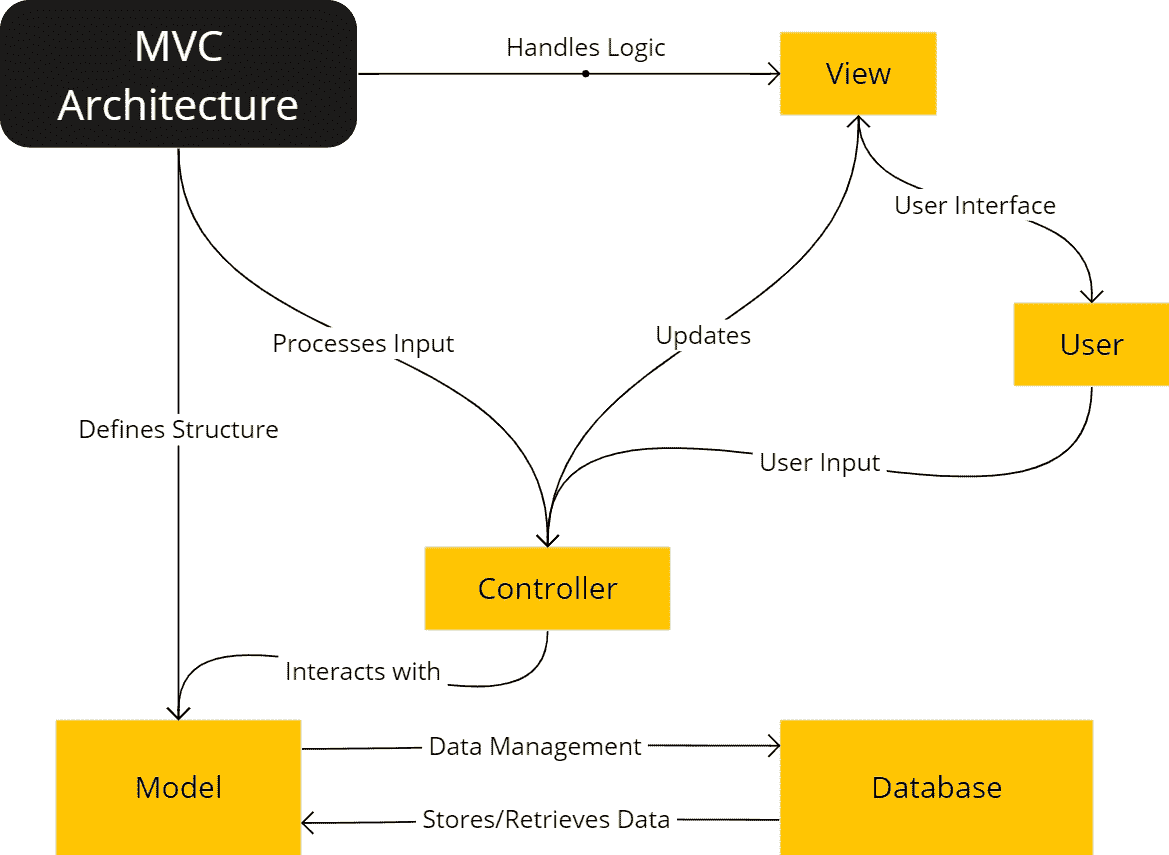 MVC
Architecture
Handles Logic
View
User Interface
Processes Input
Updates
User
Defines Structure
User Input
Controller
Interacts with
Data Management
Model
Database
Stores/Retrieves Data